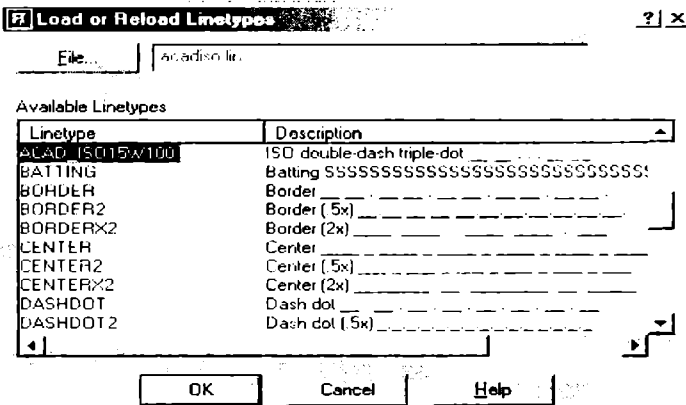 Load or Reload Linetypes ? x
File... acadiso.lin
Available Linetypes
Linetype Description
ACAD_ISO15W100 ISO double-dash triple-dot
BATTING Batting SSSSSSSSSSSSSSSSSSSSSSSSSSSS
BORDER Border
BORDER2 Border (.5x)
BORDERX2 Border (2x)
CENTER Center
CENTER2 Center (.5x)
CENTERX2 Center (2x)
DASHDOT Dash dot
DASHDOT2 Dash dot (.5x)
OK Cancel Help